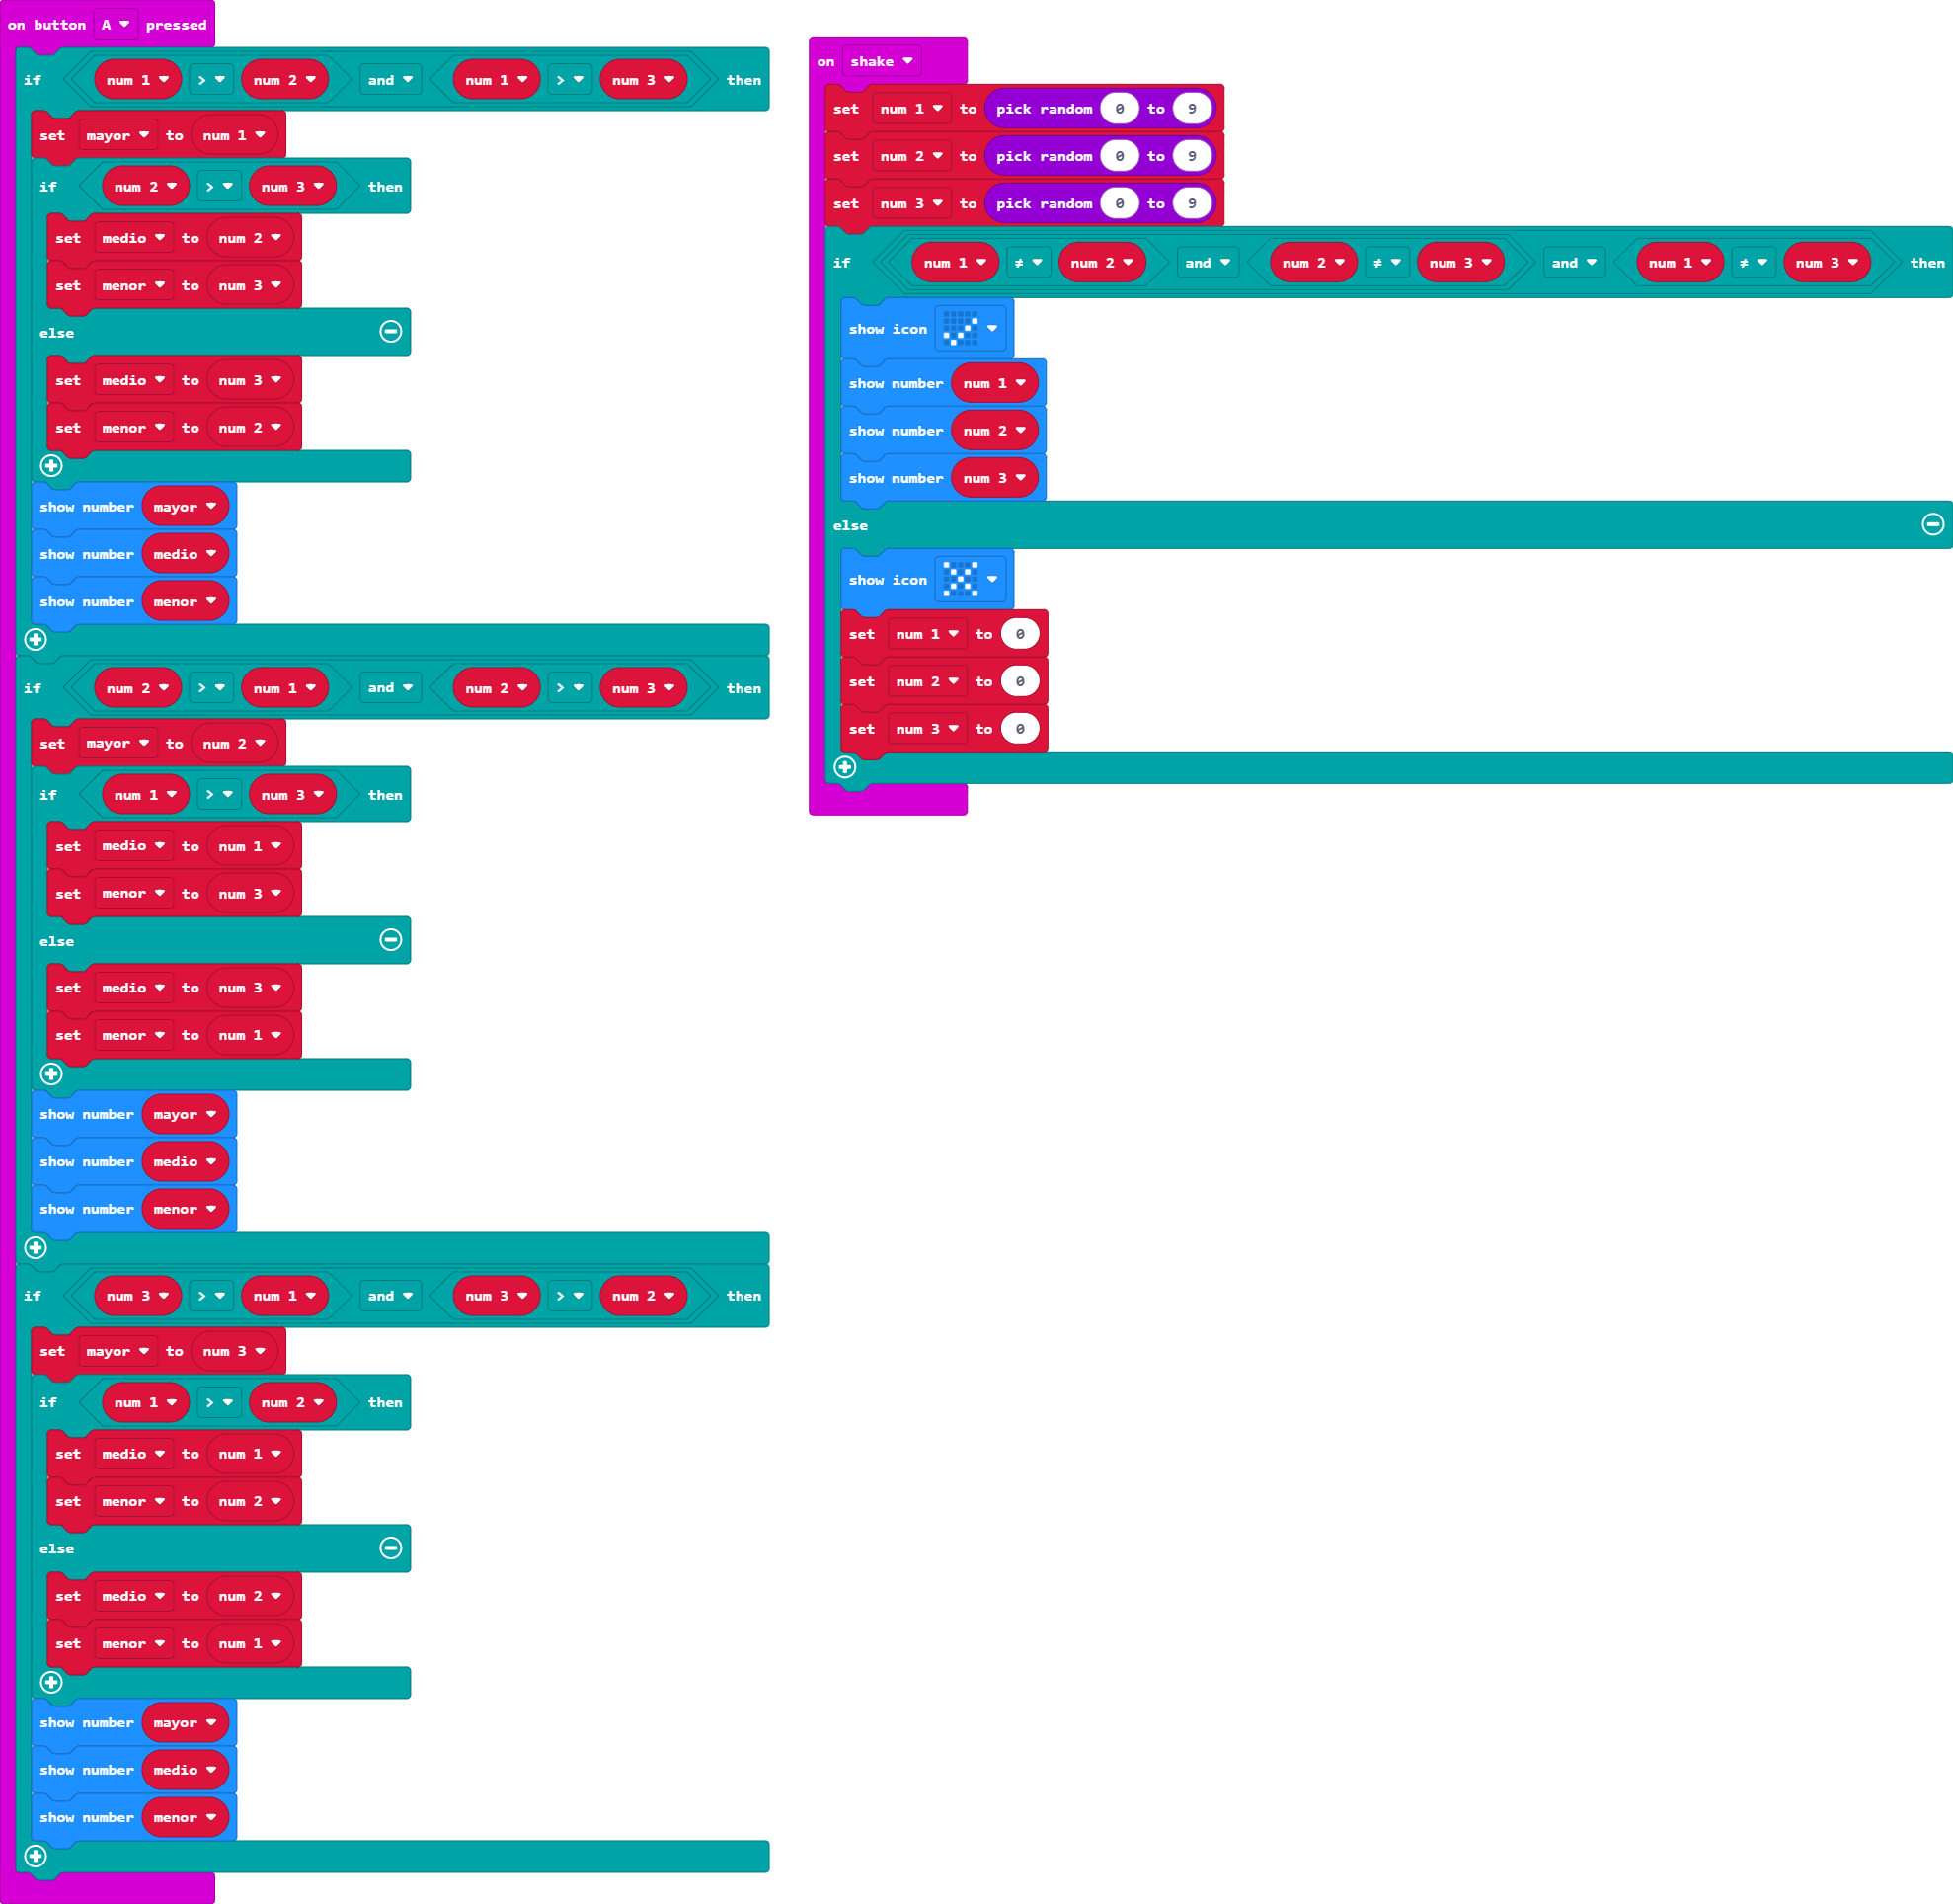 on button A pressed
if num 1 > num 2 and num 1 > num 3 then
set mayor to num 1
if num 2 > num 3 then
set medio to num 2
set menor to num 3
else
set medio to num 3
set menor to num 2
show number mayor
show number medio
show number menor
if num 2 > num 1 and num 2 > num 3 then
set mayor to num 2
if num 1 > num 3 then
set medio to num 1
set menor to num 3
else
set medio to num 3
set menor to num 1
show number mayor
show number medio
show number menor
if num 3 > num 1 and num 3 > num 2 then
set mayor to num 3
if num 1 > num 2 then
set medio to num 1
set menor to num 2
else
set medio to num 2
set menor to num 1
show number mayor
show number medio
show number menor
on shake
set num 1 to pick random 0 to 9
set num 2 to pick random 0 to 9
set num 3 to pick random 0 to 9
if num 1 ≠ num 2 and num 2 ≠ num 3 and num 1 ≠ num 3 then
show icon
show number num 1
show number num 2
show number num 3
else
show icon
set num 1 to 0
set num 2 to 0
set num 3 to 0